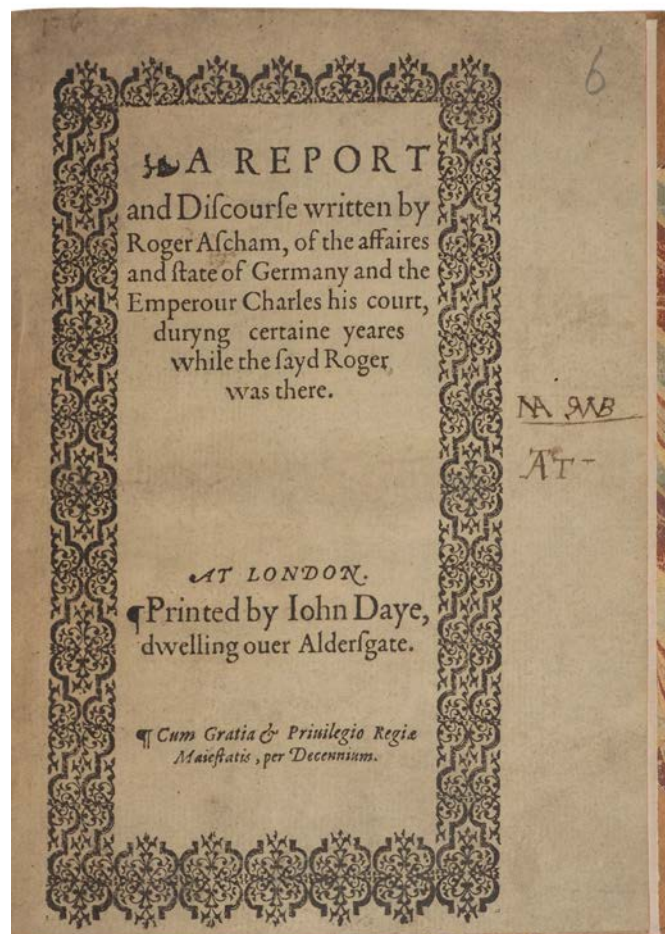 6
A REPORT
and Diſcourſe written by
Roger Aſcham, of the affaires
and ſtate of Germany and the
Emperour Charles his court,
duryng certaine yeares
while the ſayd Roger
was there.
AT LONDON.
¶Printed by Iohn Daye,
dwelling ouer Alderſgate.
¶ Cum Gratia & Priuilegio Regiæ
Maieſtatis, per Decennium.
AT